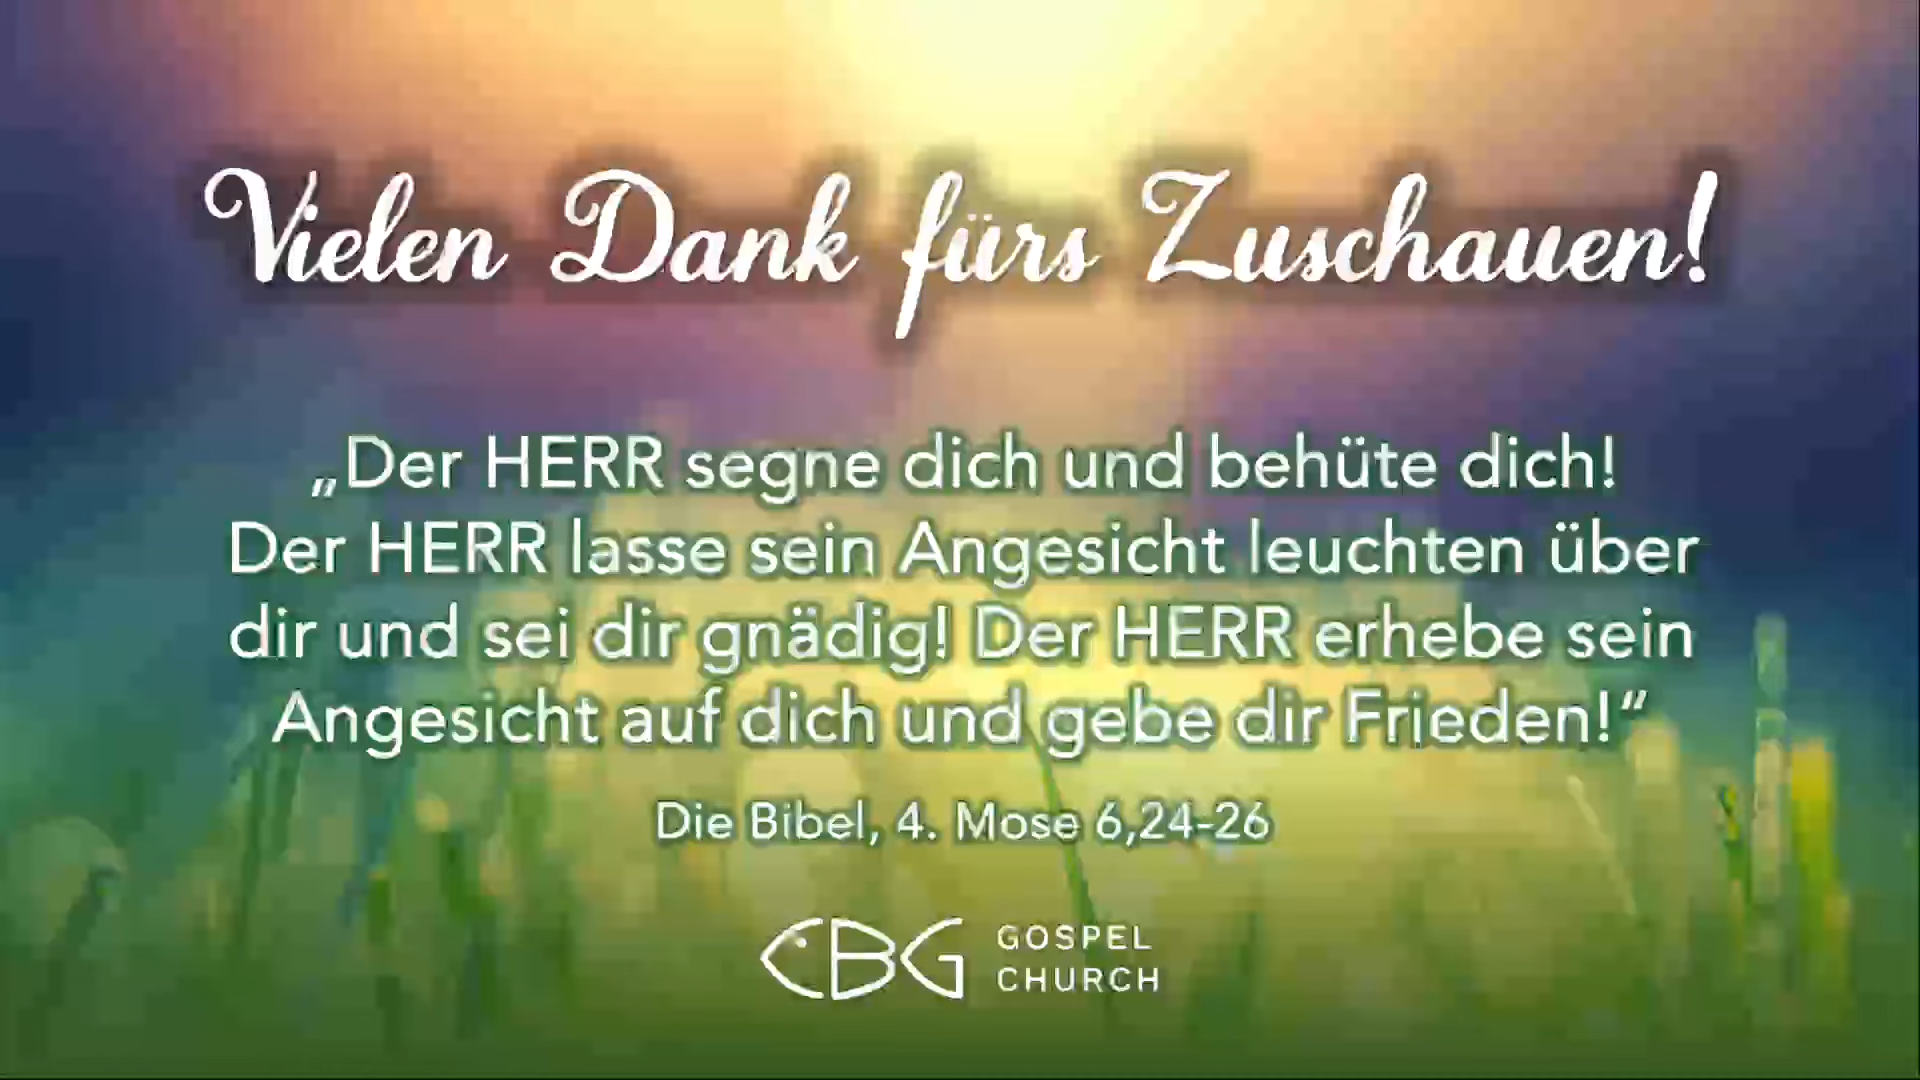 Vielen Dank fürs Zuschauen!
„Der HERR segne dich und behüte dich!
Der HERR lasse sein Angesicht leuchten über
dir und sei dir gnädig! Der HERR erhebe sein
Angesicht auf dich und gebe dir Frieden!“
Die Bibel, 4. Mose 6,24-26
CBG GOSPEL
CHURCH